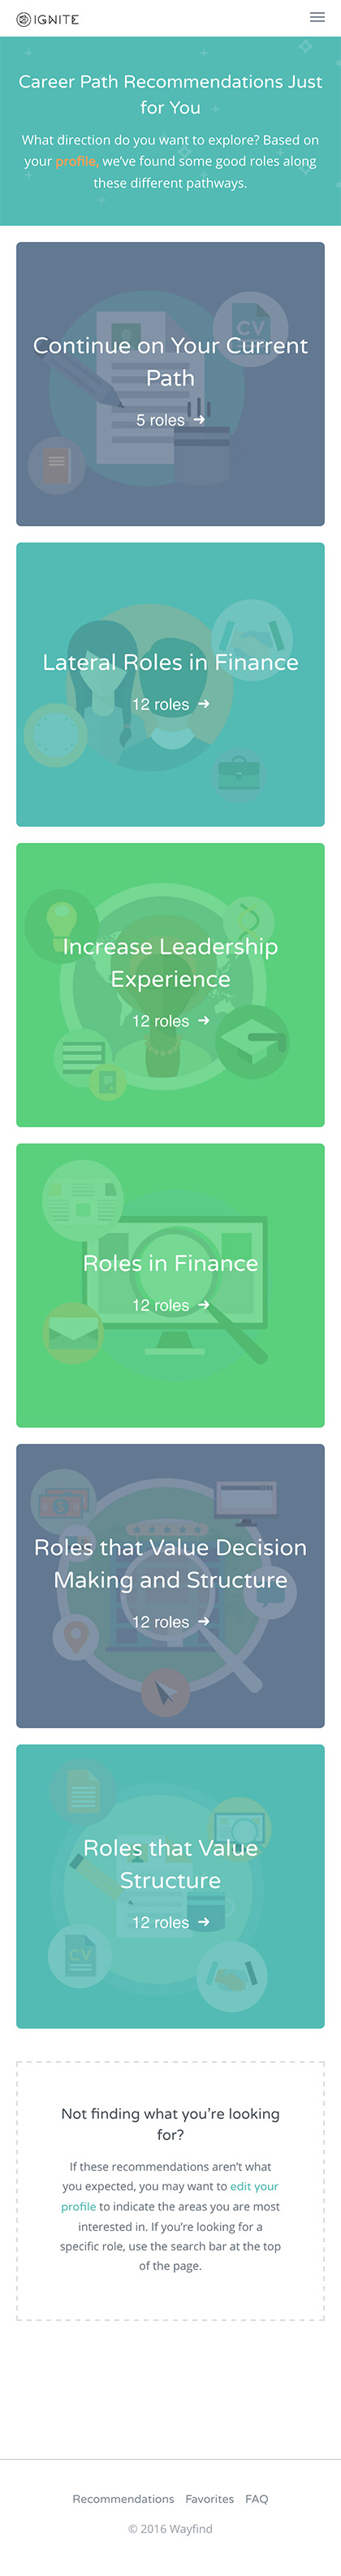 IGNITE
Career Path Recommendations Just
for You
What direction do you want to explore? Based on
your profile, we've found some good roles along
these different pathways.
CV
Continue on Your Current
Path
5 roles ➔
Lateral Roles in Finance
12 roles ➔
Increase Leadership
Experience
12 roles ➔
Roles in Finance
12 roles ➔
Roles that Value Decision
Making and Structure
12 roles ➔
Roles that Value
Structure
12 roles ➔
CV
Not finding what you're looking
for?
If these recommendations aren't what
you expected, you may want to edit your
profile to indicate the areas you are most
interested in. If you're looking for a
specific role, use the search bar at the top
of the page.
Recommendations Favorites FAQ
© 2016 Wayfind